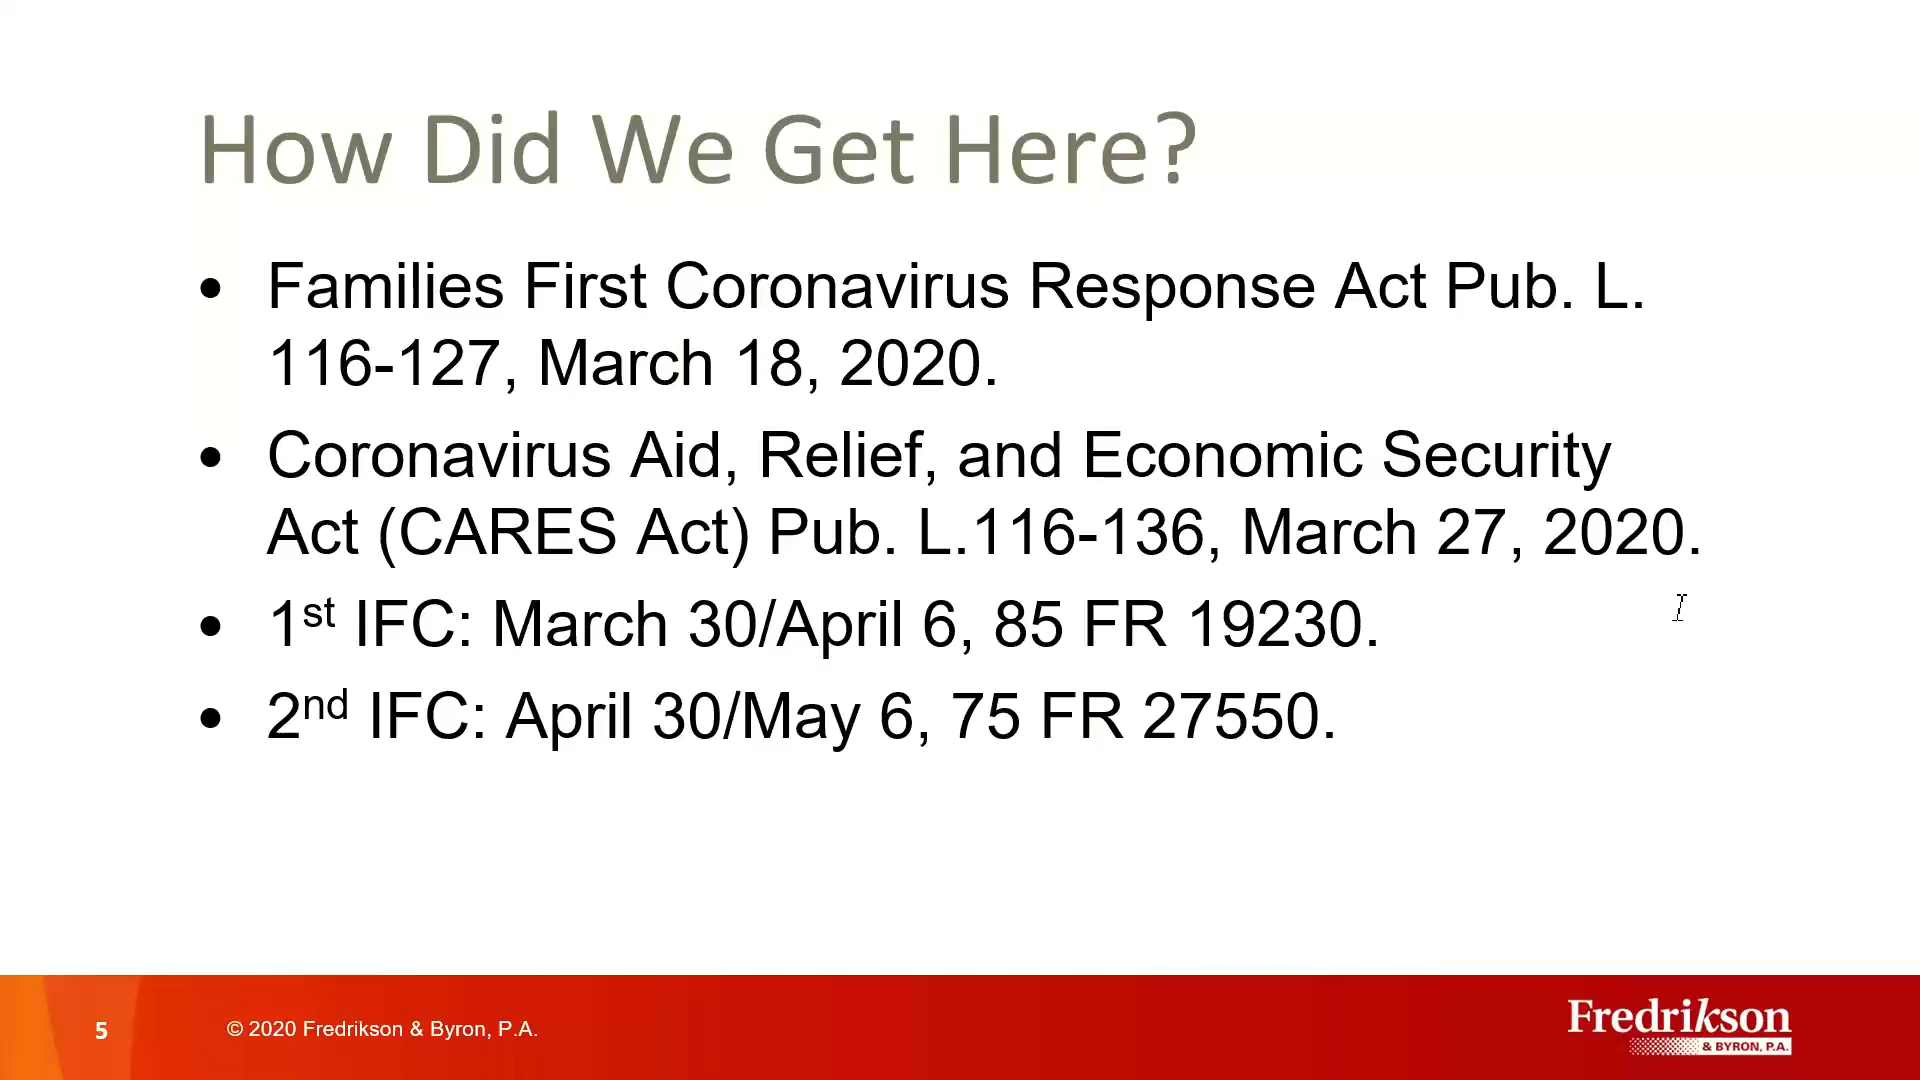 How Did We Get Here?
• Families First Coronavirus Response Act Pub. L.
116-127, March 18, 2020.
• Coronavirus Aid, Relief, and Economic Security
Act (CARES Act) Pub. L.116-136, March 27, 2020.
• 1st IFC: March 30/April 6, 85 FR 19230.
• 2nd IFC: April 30/May 6, 75 FR 27550.
5
© 2020 Fredrikson & Byron, P.A.
Fredrikson
& BYRON, P.A.